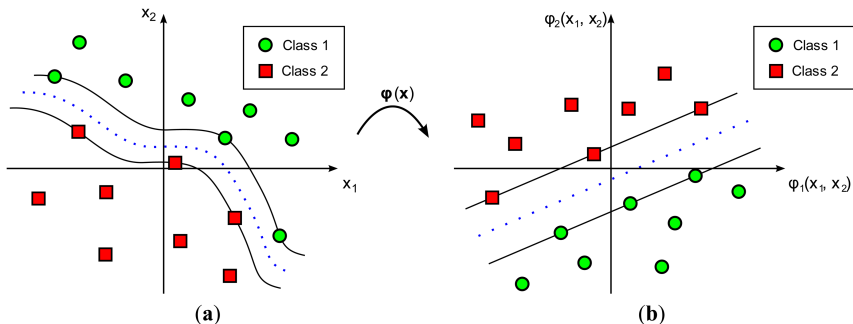 x₂
Class 1
Class 2
x₁
(a)
φ(x)
φ₂(x₁, x₂)
Class 1
Class 2
φ₁(x₁, x₂)
(b)